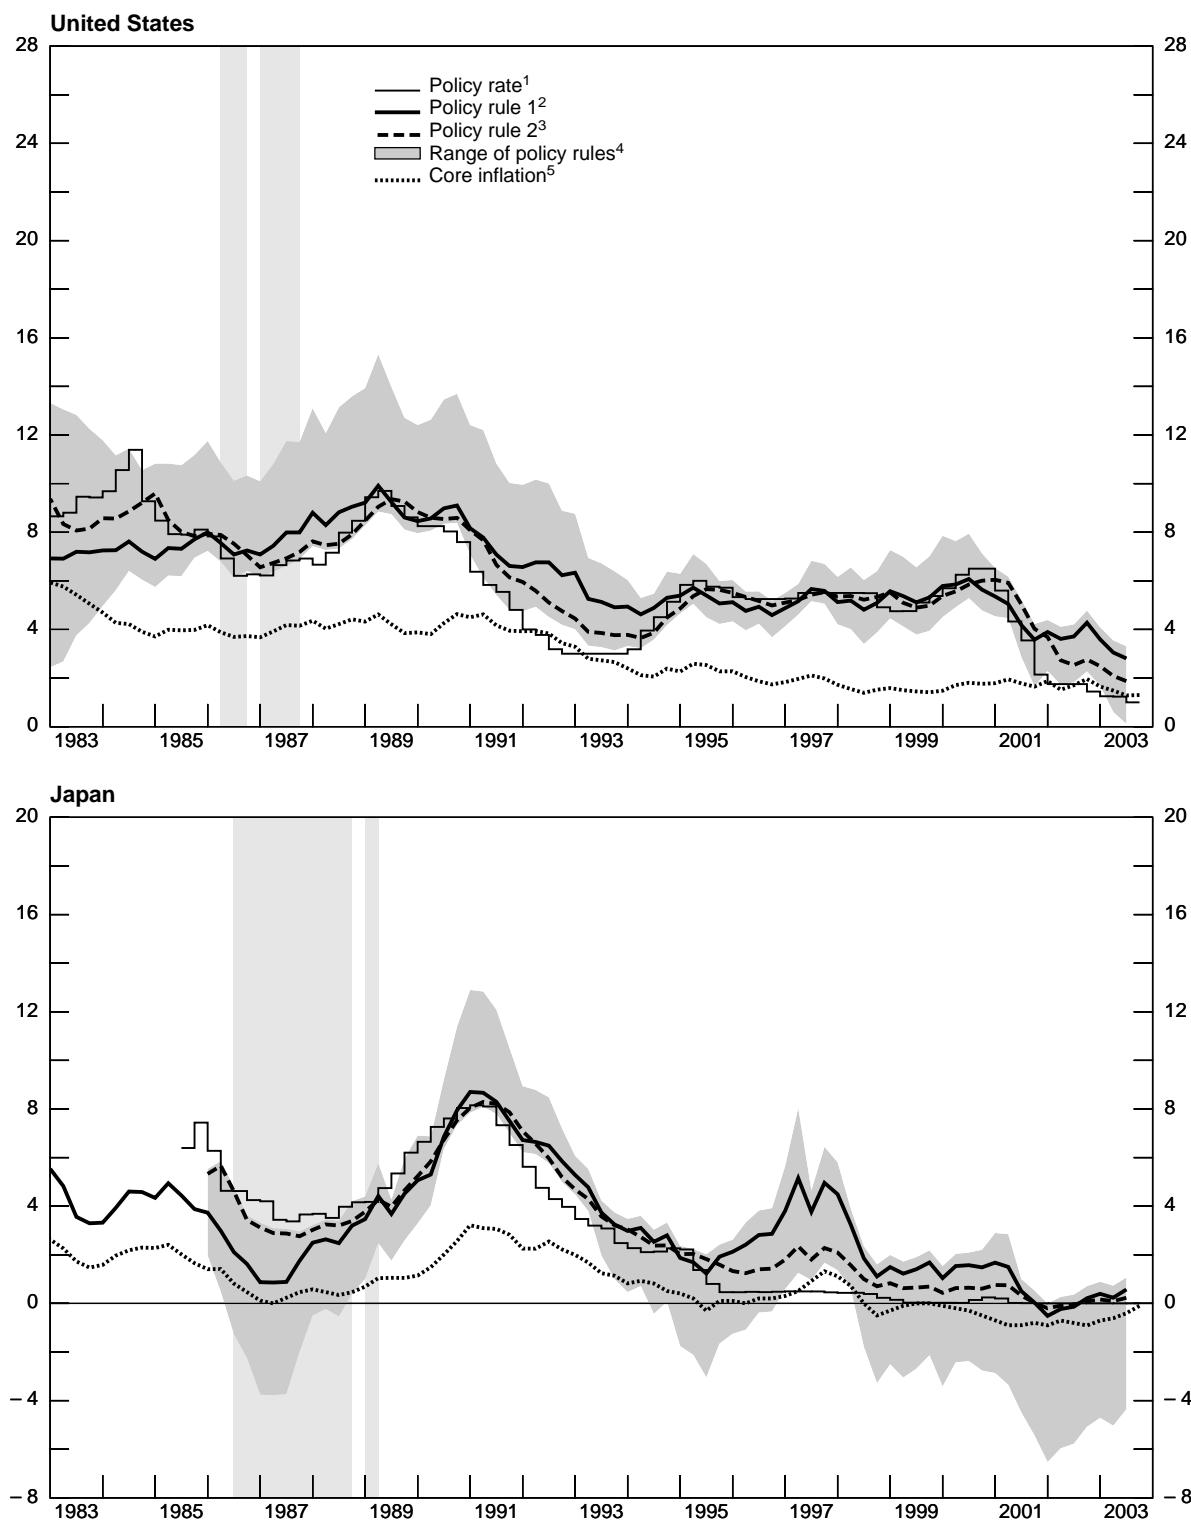 United States
28 28
Policy rate1
Policy rule 12
Policy rule 23
24 24
Range of policy rules4
Core inflation5
20 20
16 16
12 12
8 8
4 4
0 0
1983 1985 1987 1989 1991 1993 1995 1997 1999 2001 2003
Japan
20 20
16 16
12 12
8 8
4 4
0 0
– 4 – 4
– 8 – 8
1983 1985 1987 1989 1991 1993 1995 1997 1999 2001 2003